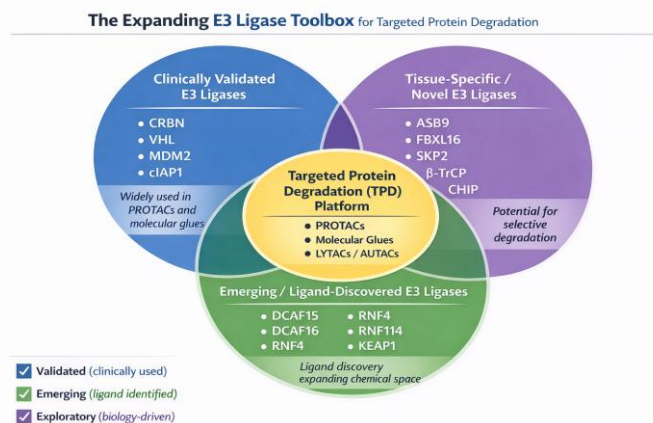 The Expanding E3 Ligase Toolbox for Targeted Protein Degradation
Clinically Validated
E3 Ligases
• CRBN
• VHL
• MDM2
• cIAP1
Widely used in
PROTACs and
molecular glues
Tissue-Specific /
Novel E3 Ligases
• ASB9
• FBXL16
• SKP2
β-TrCP
CHIP
Potential for
selective
degradation
Targeted Protein
Degradation (TPD)
Platform
• PROTACs
• Molecular Glues
• LYTACs / AUTACs
Emerging / Ligand-Discovered E3 Ligases
• DCAF15
• DCAF16
• RNF4
• RNF4
• RNF114
• KEAP1
Ligand discovery
expanding chemical space
Validated (clinically used)
Emerging (ligand identified)
Exploratory (biology-driven)